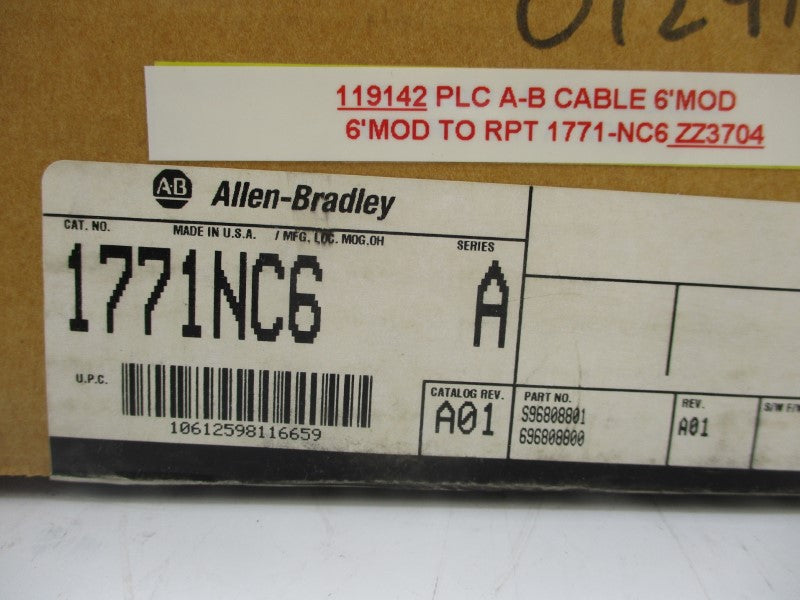 119142 PLC A-B CABLE 6'MOD
6'MOD TO RPT 1771-NC6 ZZ3704
A-B Allen-Bradley
CAT. NO. MADE IN U.S.A. / MFG. LOC. MOG.OH SERIES
1771NC6 A
U.P.C.
10612598116659
CATALOG REV.
A01
PART NO.
S96808801
696808800
REV.
A01
S/W F/W